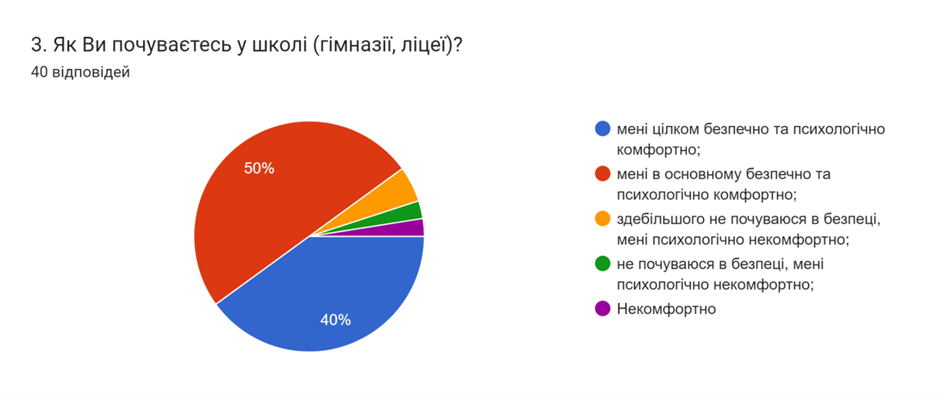 3. Як Ви почуваєтесь у школі (гімназії, ліцеї)?
40 відповідей
50%
40%
мені цілком безпечно та психологічно
комфортно;
мені в основному безпечно та
психологічно комфортно;
здебільшого не почуваюся в безпеці,
мені психологічно некомфортно;
не почуваюся в безпеці, мені
психологічно некомфортно;
Некомфортно